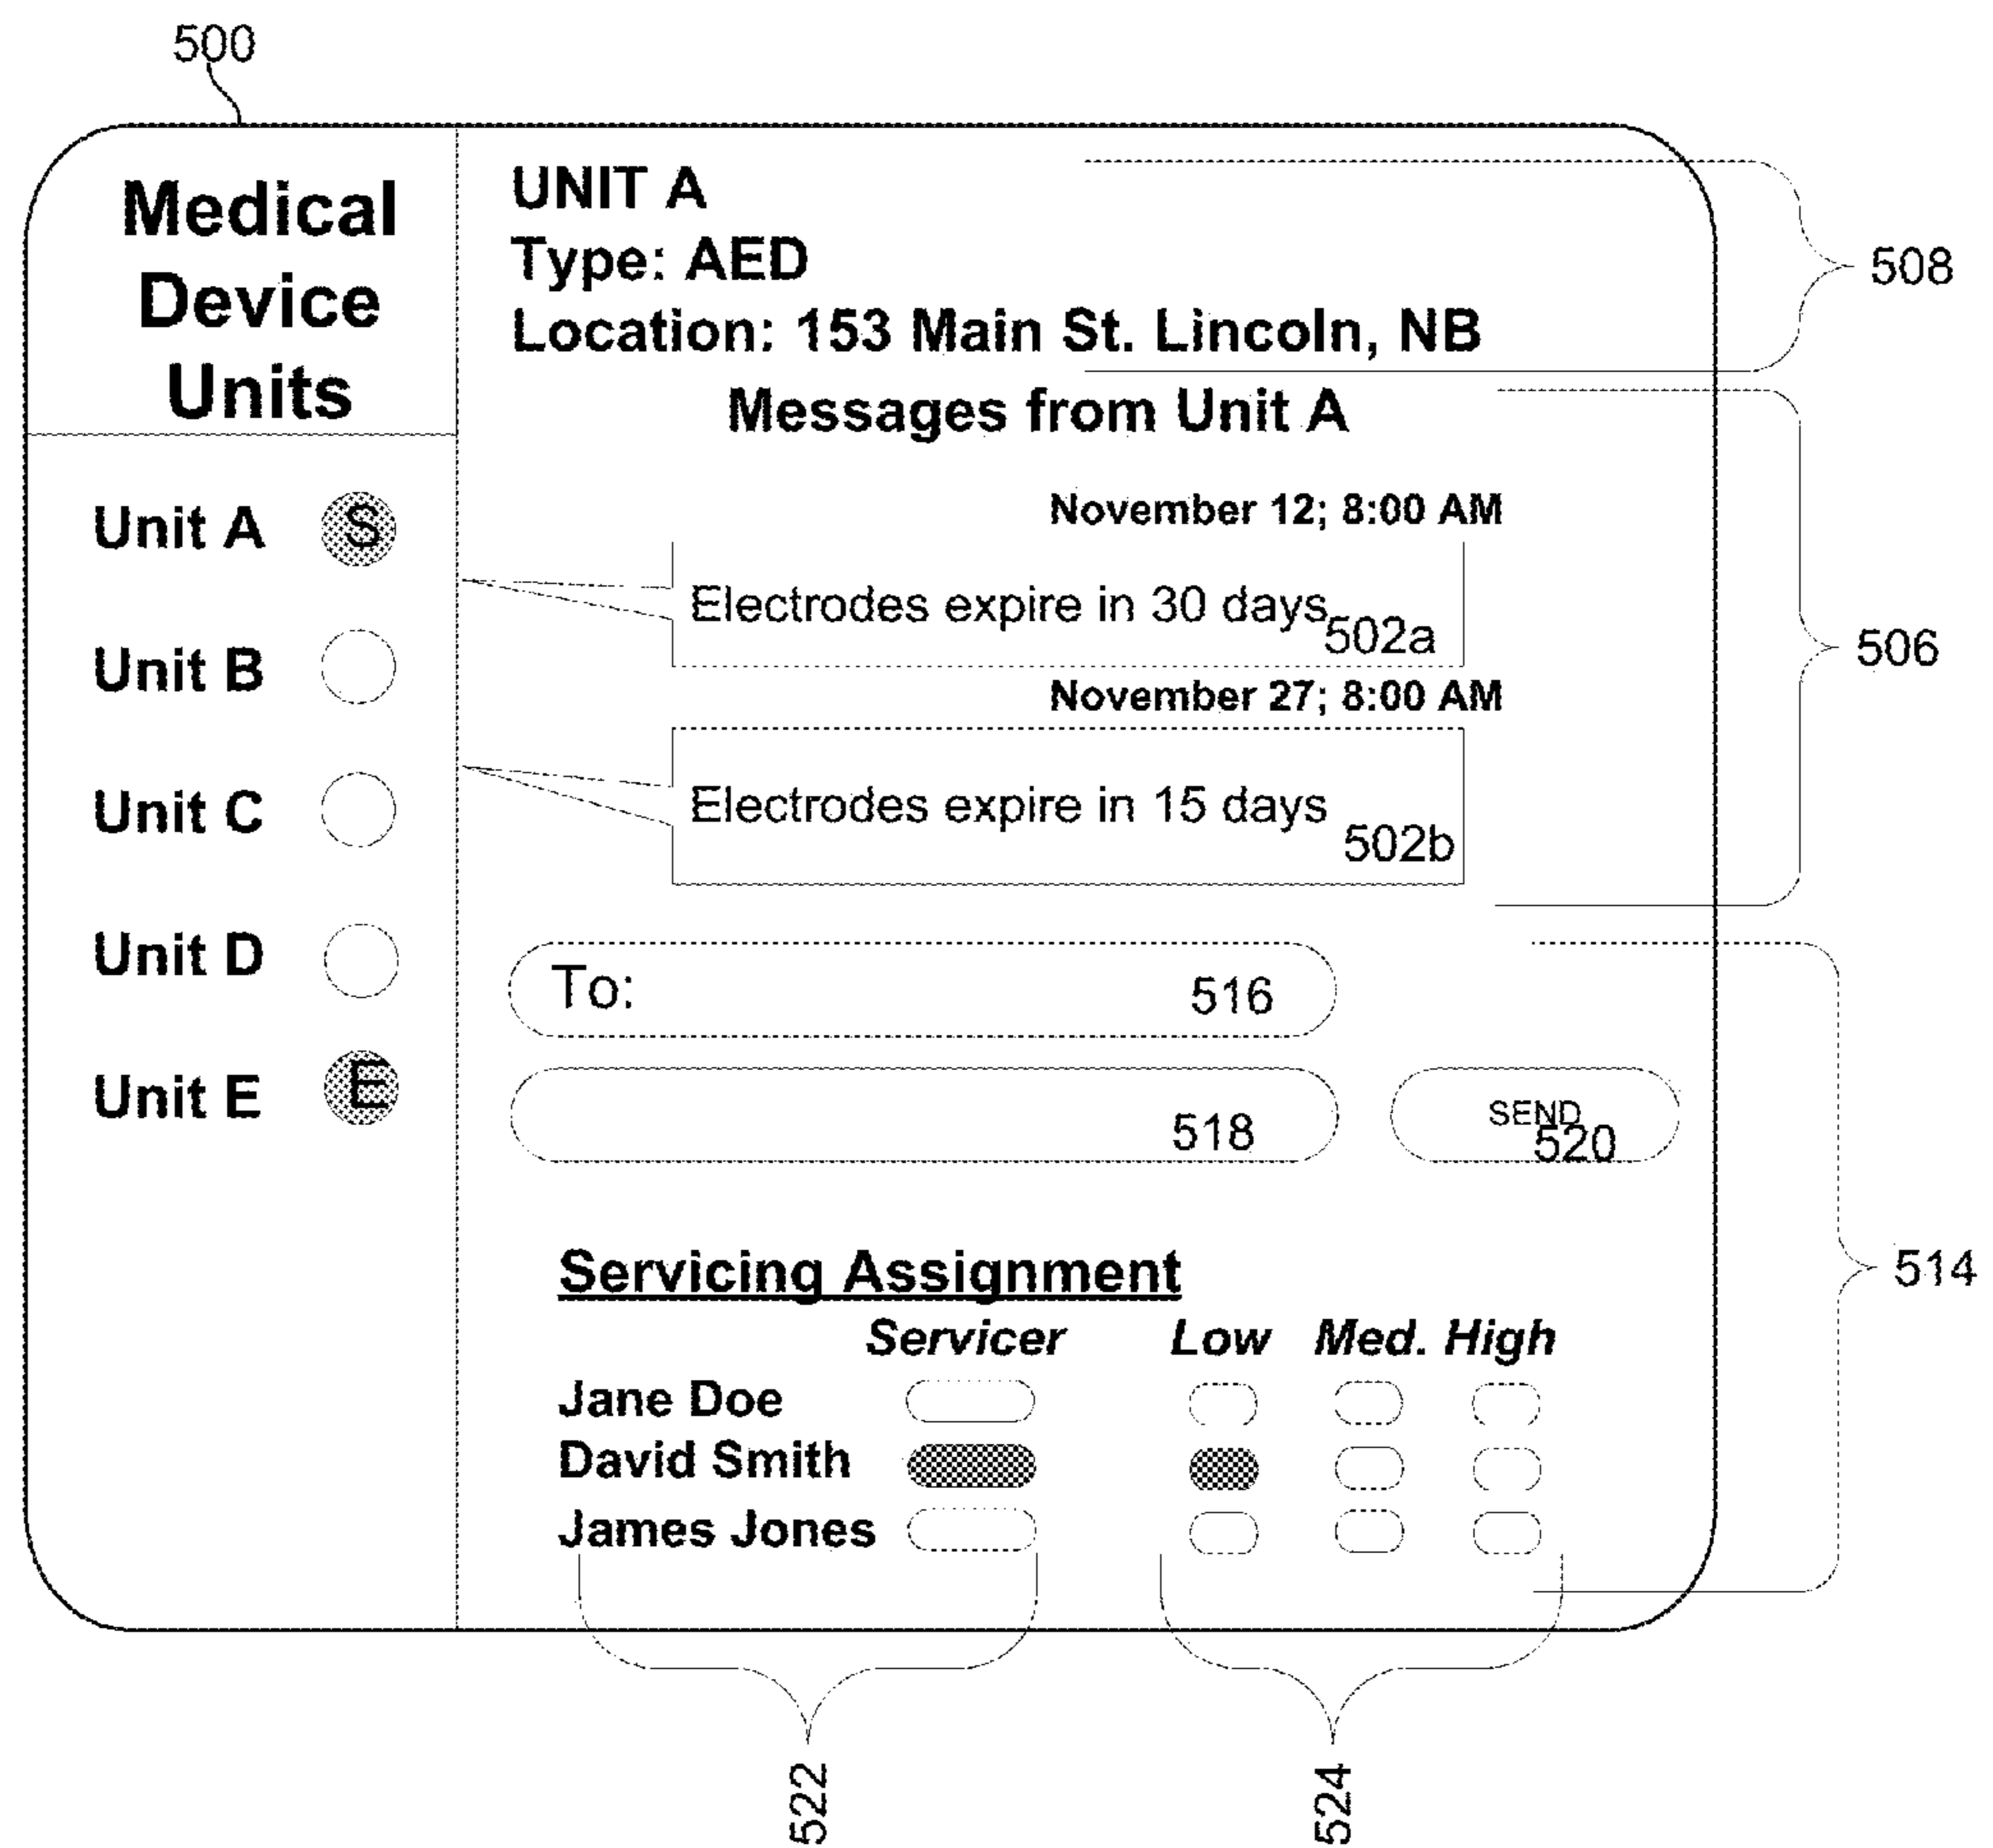 500
Medical
Device
Units
Unit A S
Unit B
Unit C
Unit D
Unit E E
UNIT A
Type: AED
Location: 153 Main St. Lincoln, NB
508
Messages from Unit A
November 12; 8:00 AM
Electrodes expire in 30 days
502a
506
November 27; 8:00 AM
Electrodes expire in 15 days
502b
To: 516
518
SEND
520
514
Servicing Assignment
Servicer Low Med. High
Jane Doe
David Smith
James Jones
522
524